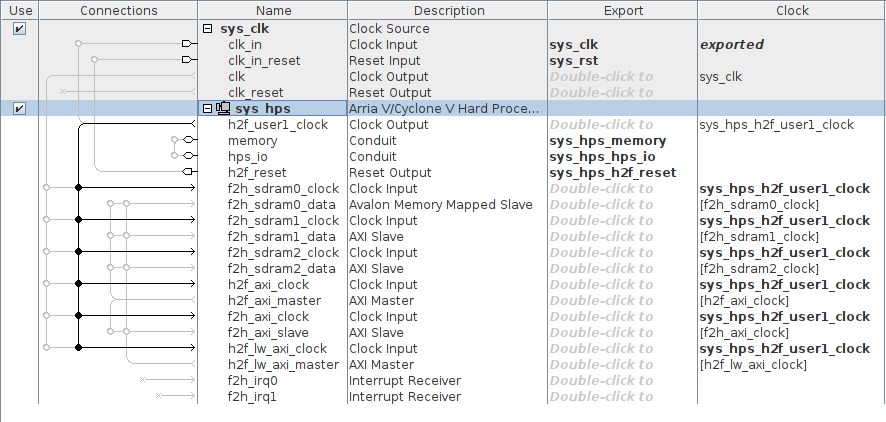 Use Connections Name Description Export Clock
sys_clk Clock Source
clk_in Clock Input sys_clk exported
clk_in_reset Reset Input sys_rst
clk Clock Output Double-click to sys_clk
clk_reset Reset Output Double-click to
sys_hps Arria V/Cyclone V Hard Proce...
h2f_user1_clock Clock Output Double-click to sys_hps_h2f_user1_clock
memory Conduit sys_hps_memory
hps_io Conduit sys_hps_hps_io
h2f_reset Reset Output sys_hps_h2f_reset
f2h_sdram0_clock Clock Input Double-click to sys_hps_h2f_user1_clock
f2h_sdram0_data Avalon Memory Mapped Slave Double-click to [f2h_sdram0_clock]
f2h_sdram1_clock Clock Input Double-click to sys_hps_h2f_user1_clock
f2h_sdram1_data AXI Slave Double-click to [f2h_sdram1_clock]
f2h_sdram2_clock Clock Input Double-click to sys_hps_h2f_user1_clock
f2h_sdram2_data AXI Slave Double-click to [f2h_sdram2_clock]
h2f_axi_clock Clock Input Double-click to sys_hps_h2f_user1_clock
h2f_axi_master AXI Master Double-click to [h2f_axi_clock]
f2h_axi_clock Clock Input Double-click to sys_hps_h2f_user1_clock
f2h_axi_slave AXI Slave Double-click to [f2h_axi_clock]
h2f_lw_axi_clock Clock Input Double-click to sys_hps_h2f_user1_clock
h2f_lw_axi_master AXI Master Double-click to [h2f_lw_axi_clock]
f2h_irq0 Interrupt Receiver Double-click to
f2h_irq1 Interrupt Receiver Double-click to